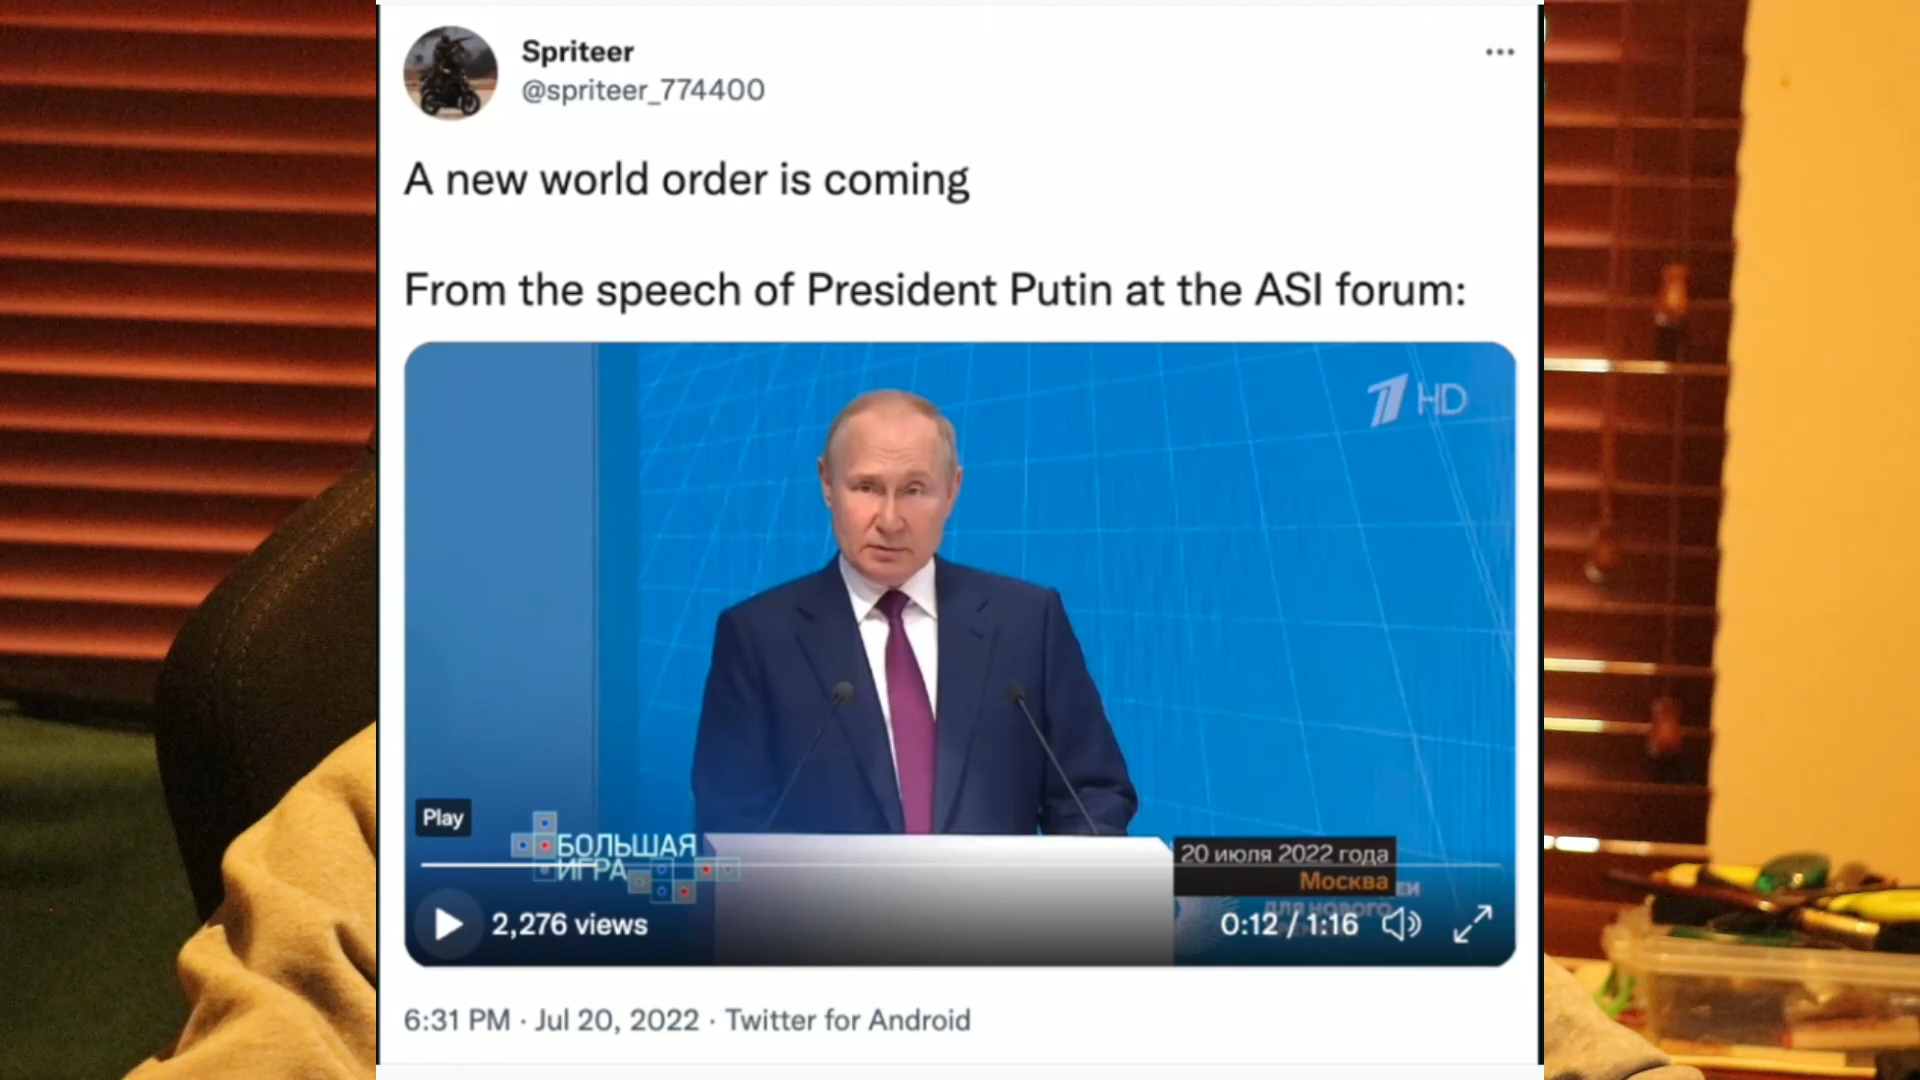 Spriteer
@spriteer_774400
A new world order is coming
From the speech of President Putin at the ASI forum:
HD
Play
БОЛЬШАЯ
ИГРА
20 июля 2022 года
Москва
2,276 views
0:12 / 1:16
6:31 PM · Jul 20, 2022 · Twitter for Android